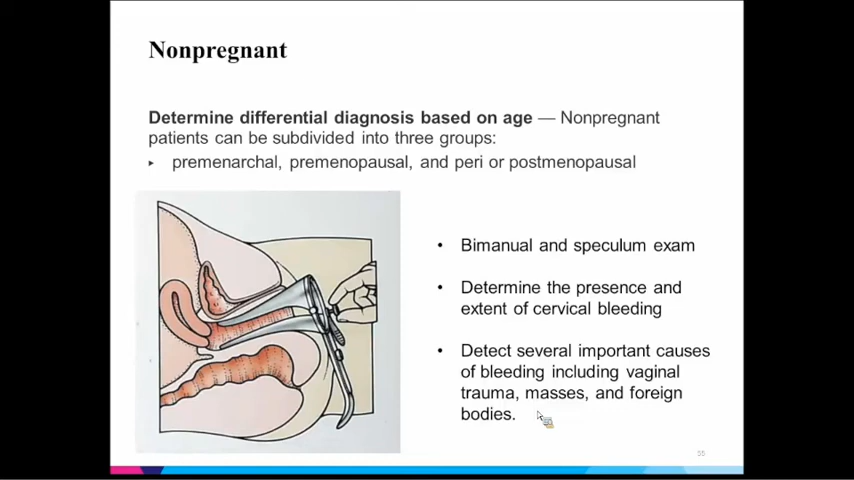 Nonpregnant
Determine differential diagnosis based on age — Nonpregnant
patients can be subdivided into three groups:
‣ premenarchal, premenopausal, and peri or postmenopausal
• Bimanual and speculum exam
• Determine the presence and
extent of cervical bleeding
• Detect several important causes
of bleeding including vaginal
trauma, masses, and foreign
bodies.
55